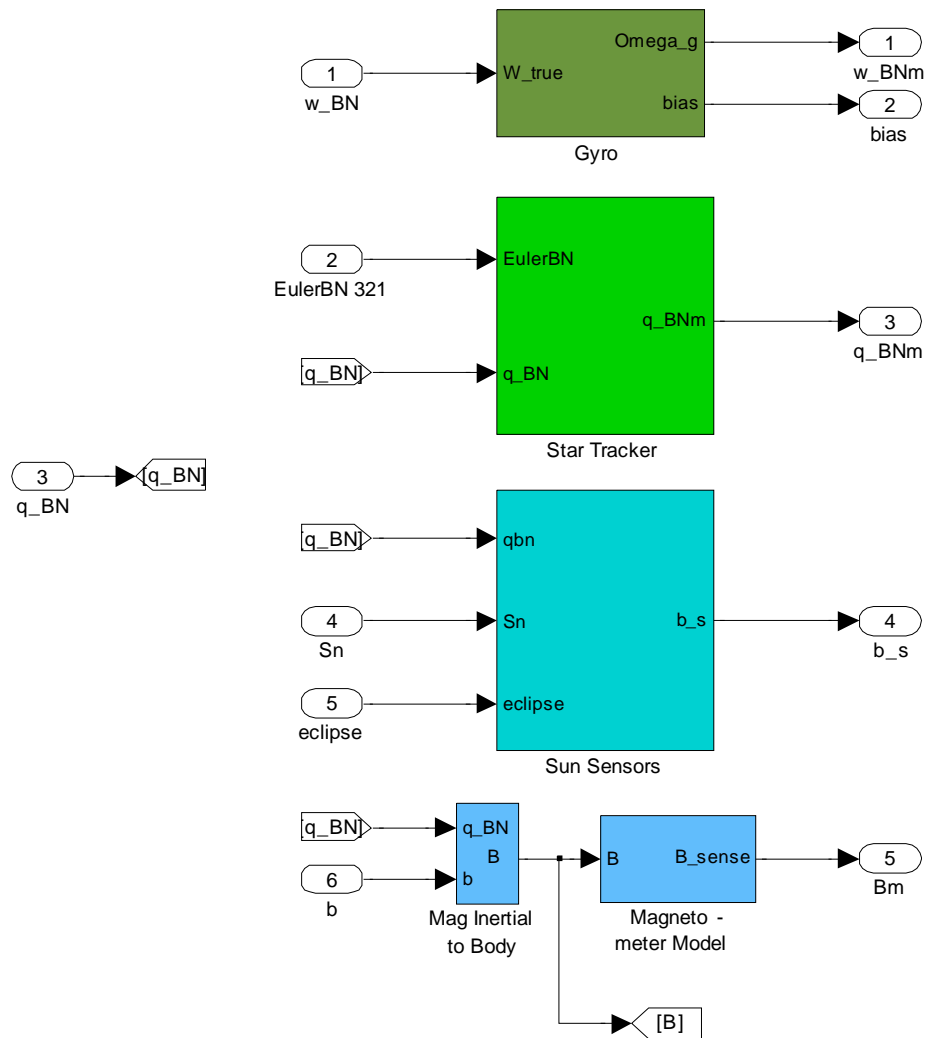 Omega_g
1
w_BNm
1
w_BN
W_true
bias
2
bias
Gyro
2
EulerBN 321
EulerBN
q_BNm
3
q_BNm
[q_BN]
q_BN
Star Tracker
3
q_BN
[q_BN]
[q_BN]
qbn
4
Sn
Sn
b_s
4
b_s
5
eclipse
eclipse
Sun Sensors
[q_BN]
q_BN
B
6
b
b
Mag Inertial
to Body
B
B_sense
Magneto -
meter Model
5
Bm
[B]